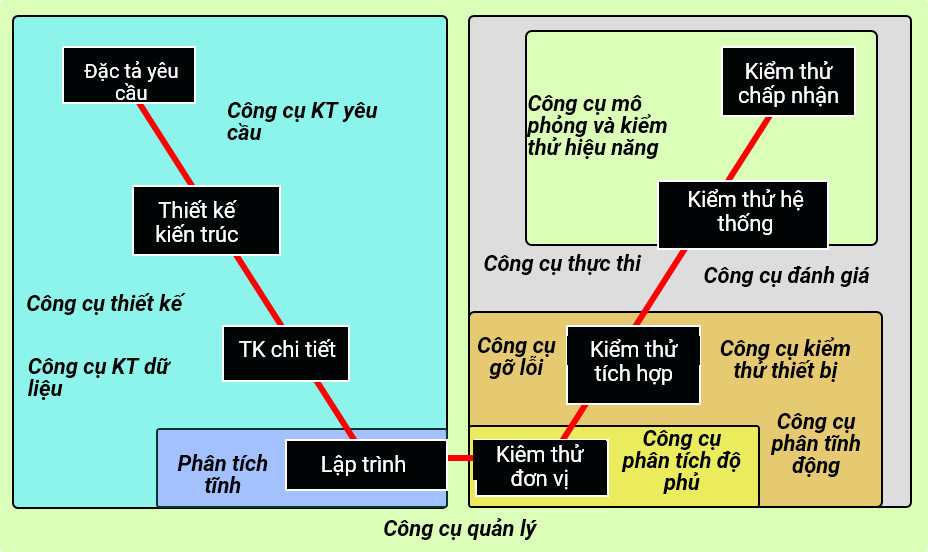 Đặc tả yêu
cầu
Công cụ KT yêu
cầu
Thiết kế
kiến trúc
Công cụ thiết kế
TK chi tiết
Công cụ KT dữ
liệu
Phân tích
tĩnh
Lập trình
Kiểm thử
chấp nhận
Công cụ mô
phỏng và kiểm
thử hiệu năng
Kiểm thử hệ
thống
Công cụ thực thi
Công cụ đánh giá
Công cụ
gỡ lỗi
Kiểm thử
tích hợp
Công cụ kiểm
thử thiết bị
Công cụ
phân tĩnh
động
Kiêm thử
đơn vị
Công cụ
phân tích độ
phủ
Công cụ quản lý